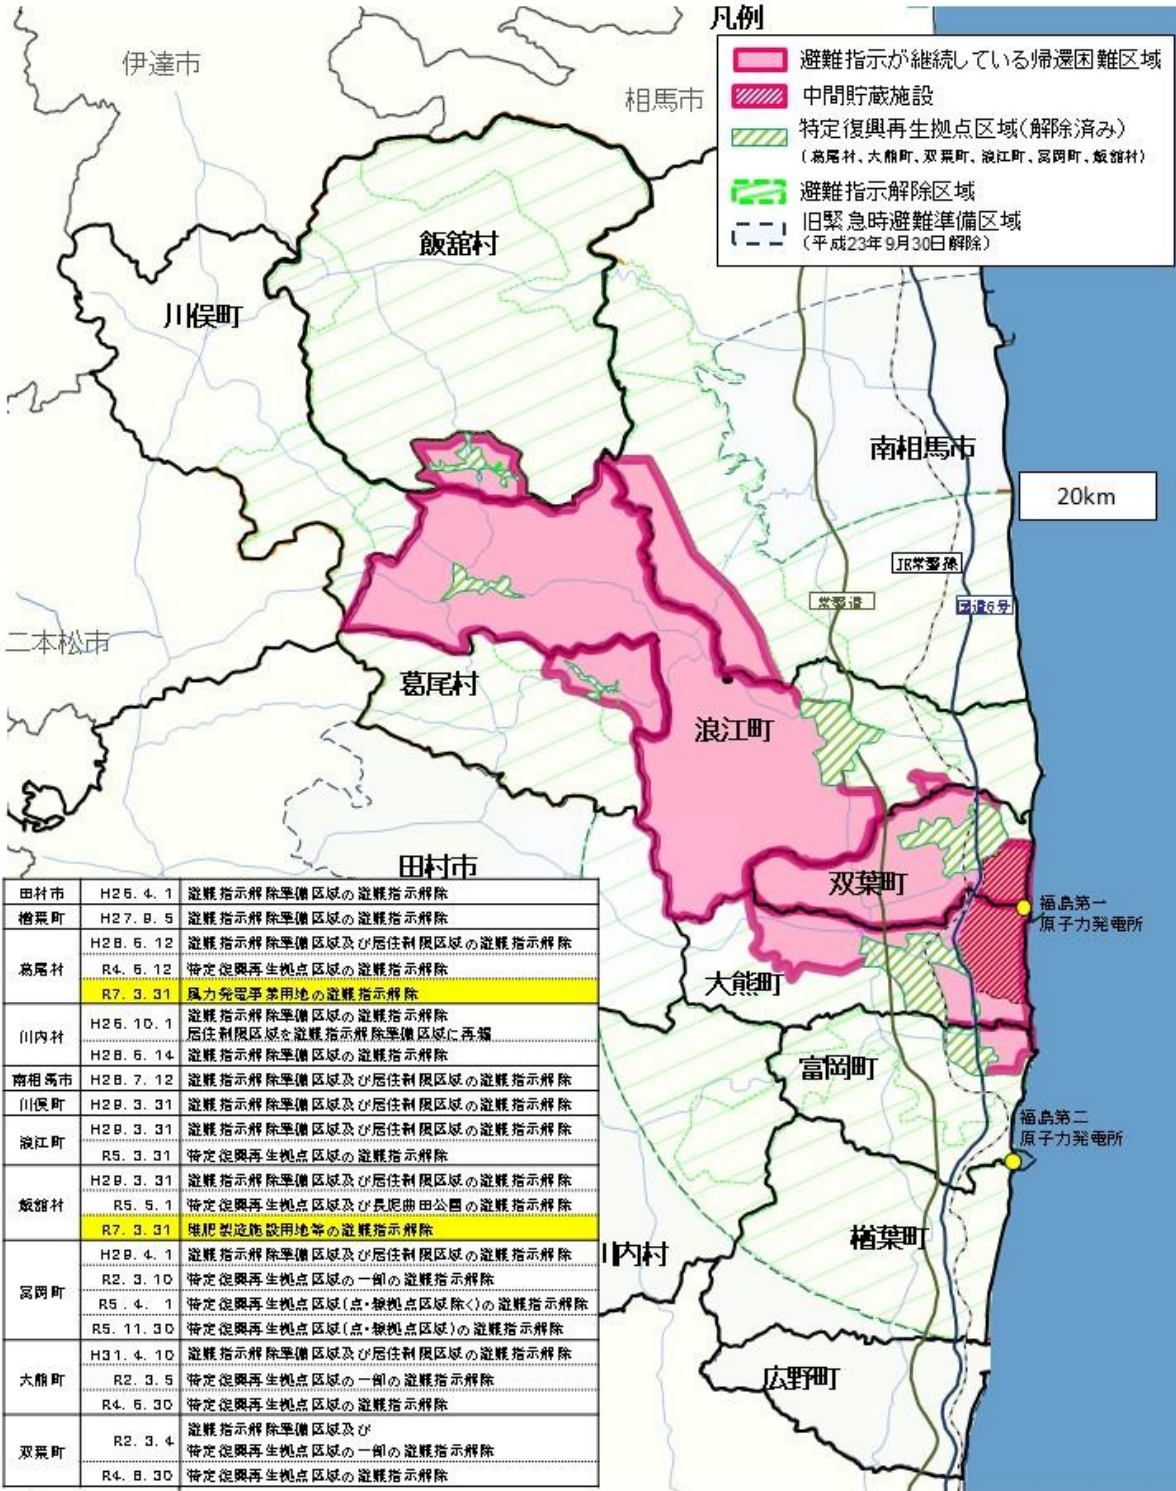 凡例
避難指示が継続している帰還困難区域
中間貯蔵施設
特定復興再生拠点区域(解除済み)
(葛尾村、大熊町、双葉町、浪江町、富岡町、飯舘村)
避難指示解除区域
旧緊急時避難準備区域
(平成23年9月30日解除)
伊達市
相馬市
飯舘村
川俣町
南相馬市
20km
JR常磐線
常磐道
国道6号
二本松市
葛尾村
浪江町
田村市
双葉町
福島第一
原子力発電所
大熊町
富岡町
福島第二
原子力発電所
楢葉町
川内村
広野町
田村市 H26.4.1 避難指示解除準備区域の避難指示解除
楢葉町 H27.9.5 避難指示解除準備区域の避難指示解除
葛尾村 H28.6.12 避難指示解除準備区域及び居住制限区域の避難指示解除
R4.6.12 特定復興再生拠点区域の避難指示解除
R7.3.31 風力発電事業用地の避難指示解除
川内村 H26.10.1 避難指示解除準備区域の避難指示解除
居住制限区域を避難指示解除準備区域に再編
H28.6.14 避難指示解除準備区域の避難指示解除
南相馬市 H28.7.12 避難指示解除準備区域及び居住制限区域の避難指示解除
川俣町 H29.3.31 避難指示解除準備区域及び居住制限区域の避難指示解除
浪江町 H29.3.31 避難指示解除準備区域及び居住制限区域の避難指示解除
R5.3.31 特定復興再生拠点区域の避難指示解除
飯舘村 H29.3.31 避難指示解除準備区域及び居住制限区域の避難指示解除
R5.5.1 特定復興再生拠点区域及び長泥曲田公園の避難指示解除
R7.3.31 堆肥製造施設用地等の避難指示解除
富岡町 H29.4.1 避難指示解除準備区域及び居住制限区域の避難指示解除
R2.3.10 特定復興再生拠点区域の一部の避難指示解除
R5.4.1 特定復興再生拠点区域(点・線拠点区域除く)の避難指示解除
R5.11.30 特定復興再生拠点区域(点・線拠点区域)の避難指示解除
大熊町 H31.4.10 避難指示解除準備区域及び居住制限区域の避難指示解除
R2.3.5 特定復興再生拠点区域の一部の避難指示解除
R4.6.30 特定復興再生拠点区域の避難指示解除
双葉町 R2.3.4 避難指示解除準備区域及び
特定復興再生拠点区域の一部の避難指示解除
R4.8.30 特定復興再生拠点区域の避難指示解除